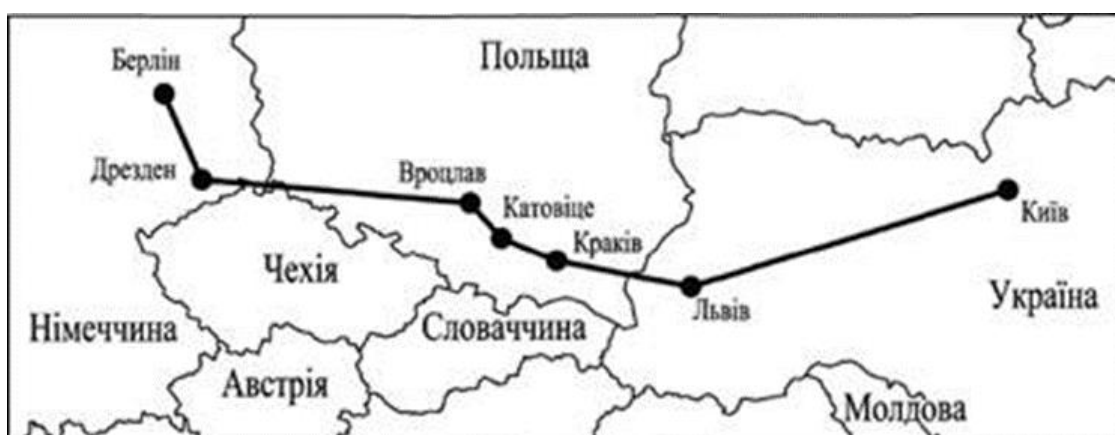 Берлін
Польща
Дрезден
Вроцлав
Катовіце
Краків
Київ
Чехія
Україна
Львів
Німеччина
Словаччина
Австрія
Молдова